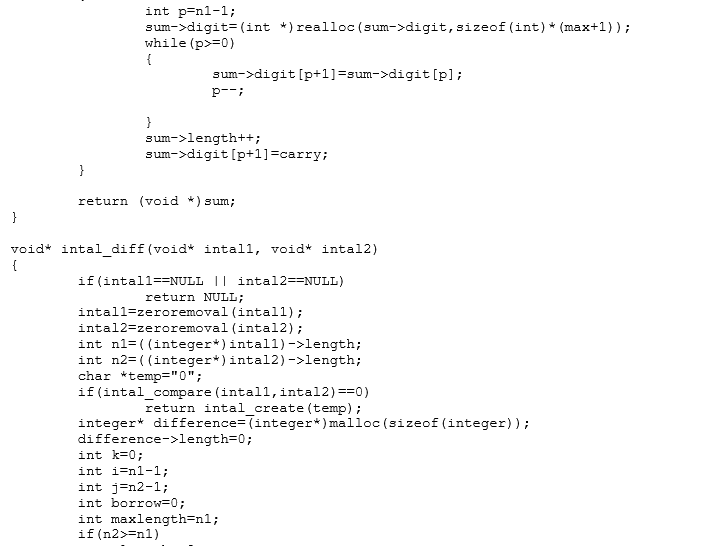 int p=n1-1;
sum->digit=(int *)realloc(sum->digit,sizeof(int)*(max+1));
while(p>=0)
{
sum->digit[p+1]=sum->digit[p];
p--;
}
sum->length++;
sum->digit[p+1]=carry;
}
return (void *)sum;
}
void* intal_diff(void* intal1, void* intal2)
{
if(intal1==NULL || intal2==NULL)
return NULL;
intal1=zeroremoval(intal1);
intal2=zeroremoval(intal2);
int n1=((integer*)intal1)->length;
int n2=((integer*)intal2)->length;
char *temp="0";
if(intal_compare(intal1,intal2)==0)
return intal_create(temp);
integer* difference=(integer*)malloc(sizeof(integer));
difference->length=0;
int k=0;
int i=n1-1;
int j=n2-1;
int borrow=0;
int maxlength=n1;
if(n2>=n1)